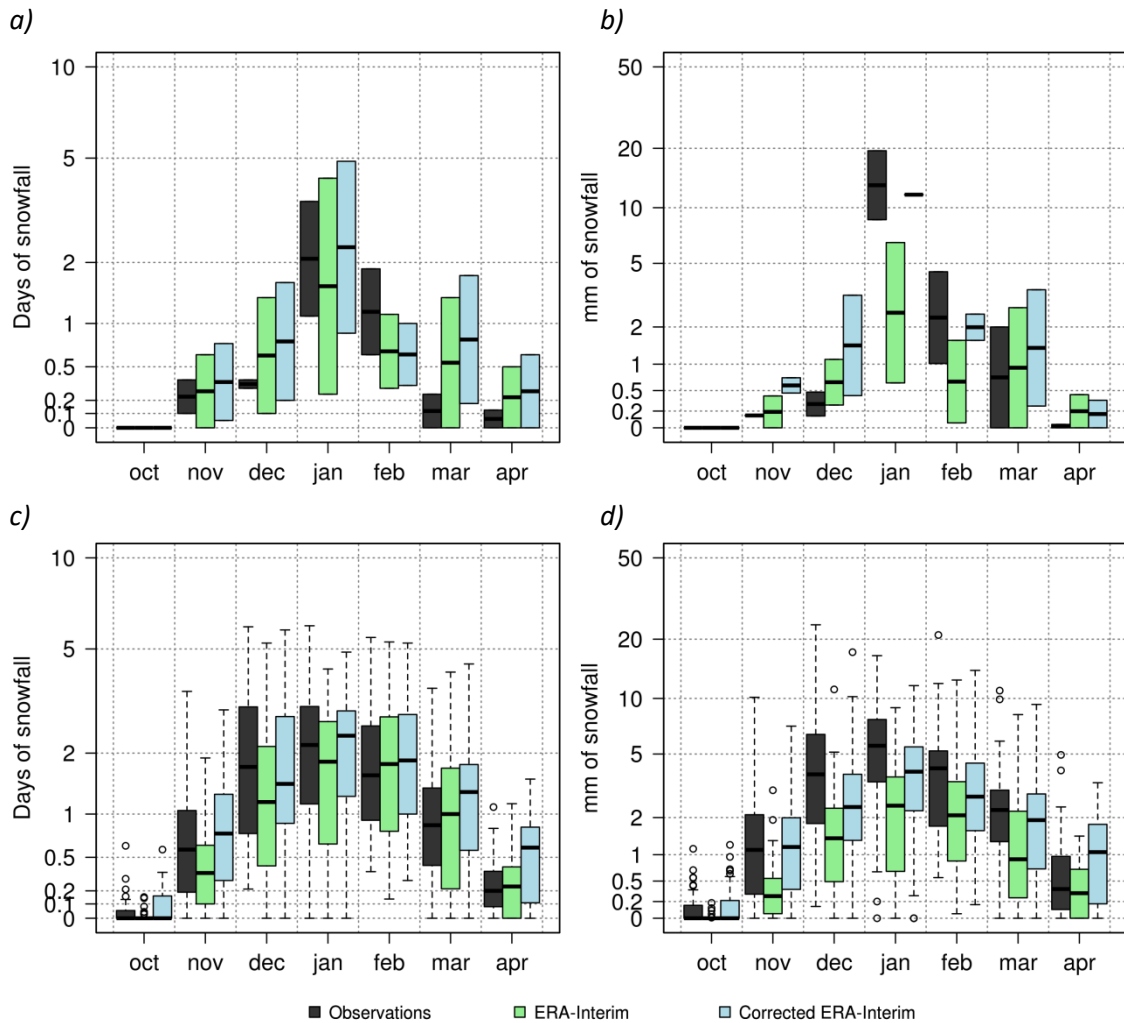 a)
b)
10
5
2
1
0.5
0.2
0.1
0
Days of snowfall
oct nov dec jan feb mar apr
50
20
10
5
2
1
0.5
0.2
0
mm of snowfall
oct nov dec jan feb mar apr
c)
d)
10
5
2
1
0.5
0.2
0.1
0
Days of snowfall
oct nov dec jan feb mar apr
50
20
10
5
2
1
0.5
0.2
0
mm of snowfall
oct nov dec jan feb mar apr
Observations ERA-Interim Corrected ERA-Interim